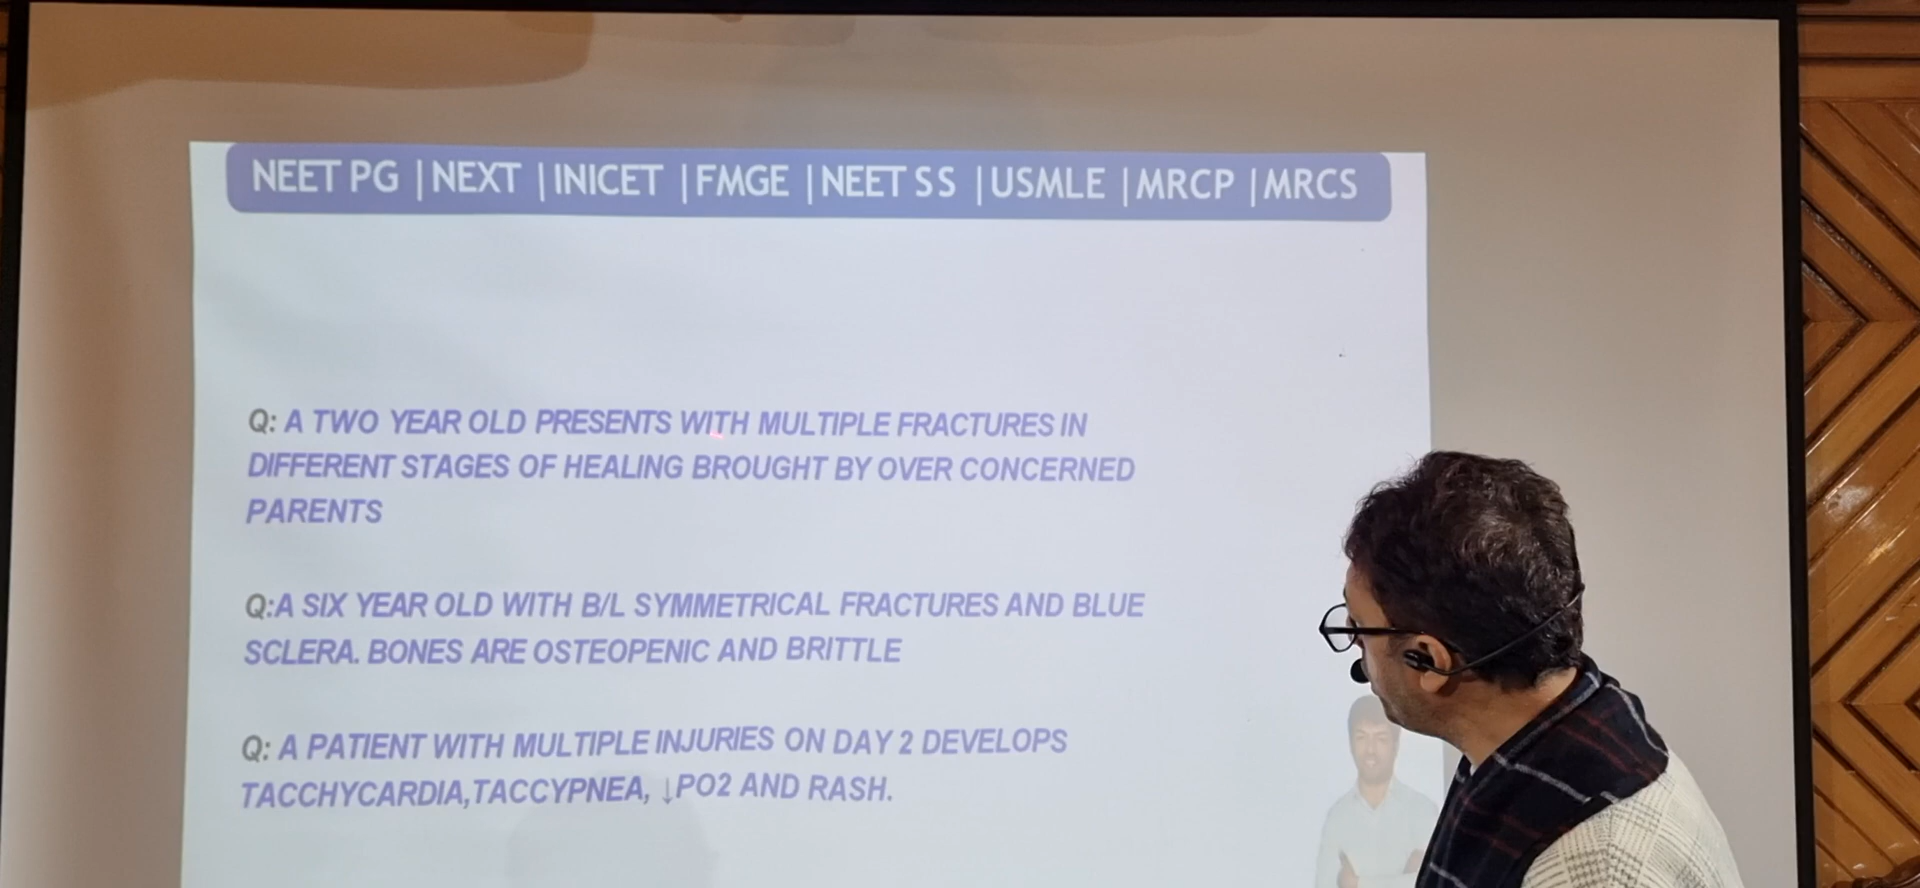 NEET PG | NEXT | INICET | FMGE | NEET SS | USMLE | MRCP | MRCS
Q: A TWO YEAR OLD PRESENTS WITH MULTIPLE FRACTURES IN
DIFFERENT STAGES OF HEALING BROUGHT BY OVER CONCERNED
PARENTS
Q:A SIX YEAR OLD WITH B/L SYMMETRICAL FRACTURES AND BLUE
SCLERA. BONES ARE OSTEOPENIC AND BRITTLE
Q: A PATIENT WITH MULTIPLE INJURIES ON DAY 2 DEVELOPS
TACCHYCARDIA,TACCYPNEA, ↓PO2 AND RASH.